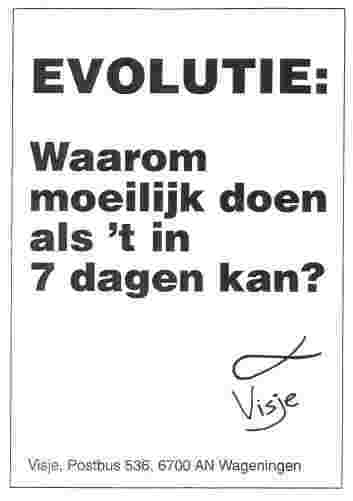 EVOLUTIE:
Waarom
moeilijk doen
als 't in
7 dagen kan?
Visje
Visje, Postbus 536, 6700 AN Wageningen